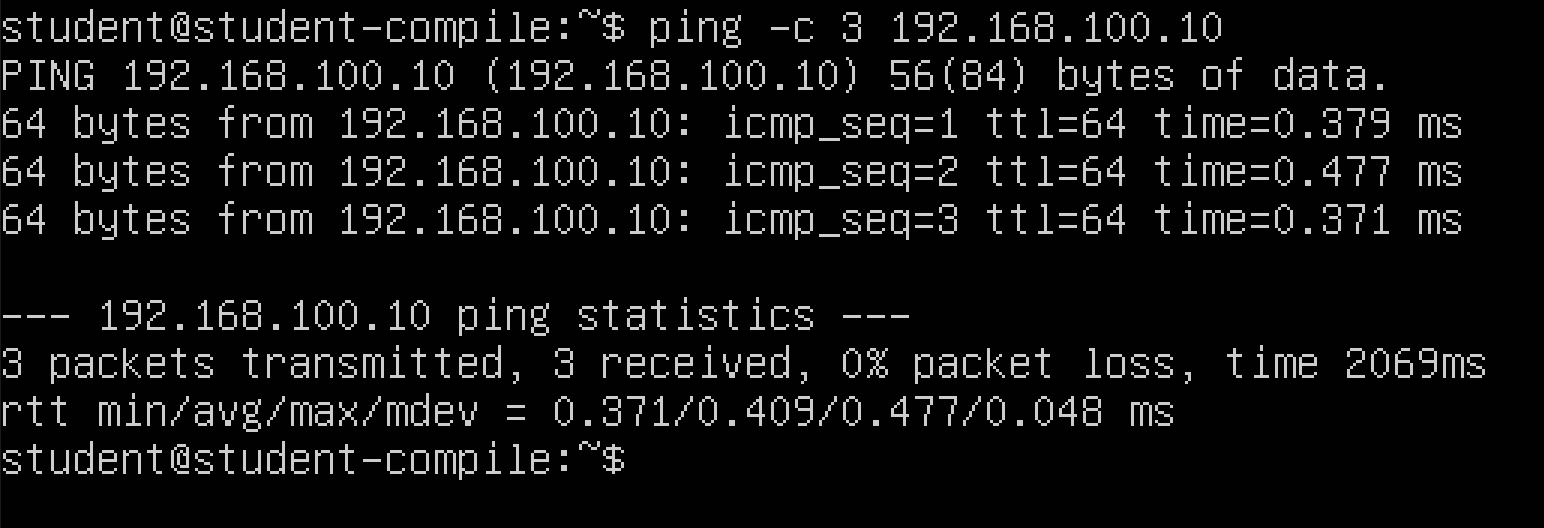 student@student-compile:~$ ping -c 3 192.168.100.10
PING 192.168.100.10 (192.168.100.10) 56(84) bytes of data.
64 bytes from 192.168.100.10: icmp_seq=1 ttl=64 time=0.379 ms
64 bytes from 192.168.100.10: icmp_seq=2 ttl=64 time=0.477 ms
64 bytes from 192.168.100.10: icmp_seq=3 ttl=64 time=0.371 ms
--- 192.168.100.10 ping statistics ---
3 packets transmitted, 3 received, 0% packet loss, time 2069ms
rtt min/avg/max/mdev = 0.371/0.409/0.477/0.048 ms
student@student-compile:~$